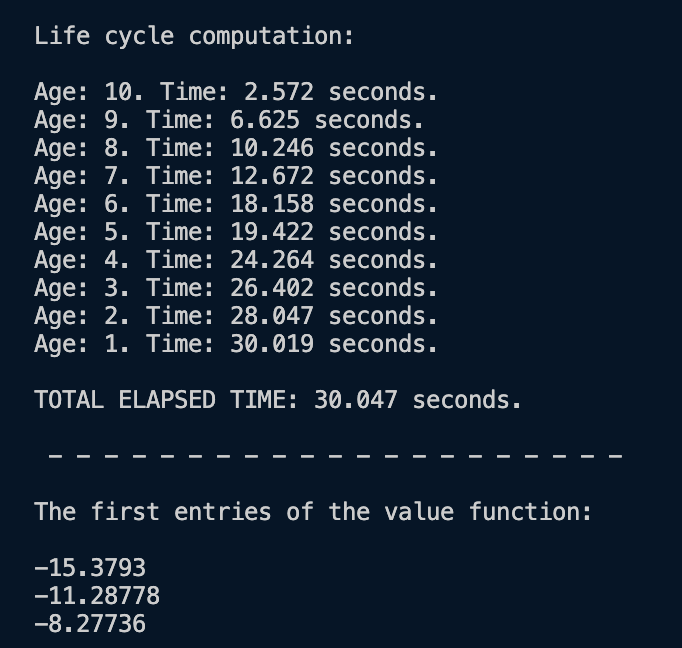 Life cycle computation:
Age: 10. Time: 2.572 seconds.
Age: 9. Time: 6.625 seconds.
Age: 8. Time: 10.246 seconds.
Age: 7. Time: 12.672 seconds.
Age: 6. Time: 18.158 seconds.
Age: 5. Time: 19.422 seconds.
Age: 4. Time: 24.264 seconds.
Age: 3. Time: 26.402 seconds.
Age: 2. Time: 28.047 seconds.
Age: 1. Time: 30.019 seconds.
TOTAL ELAPSED TIME: 30.047 seconds.
– – – – – – – – – – – – – – – – – – – – –
The first entries of the value function:
–15.3793
–11.28778
–8.27736